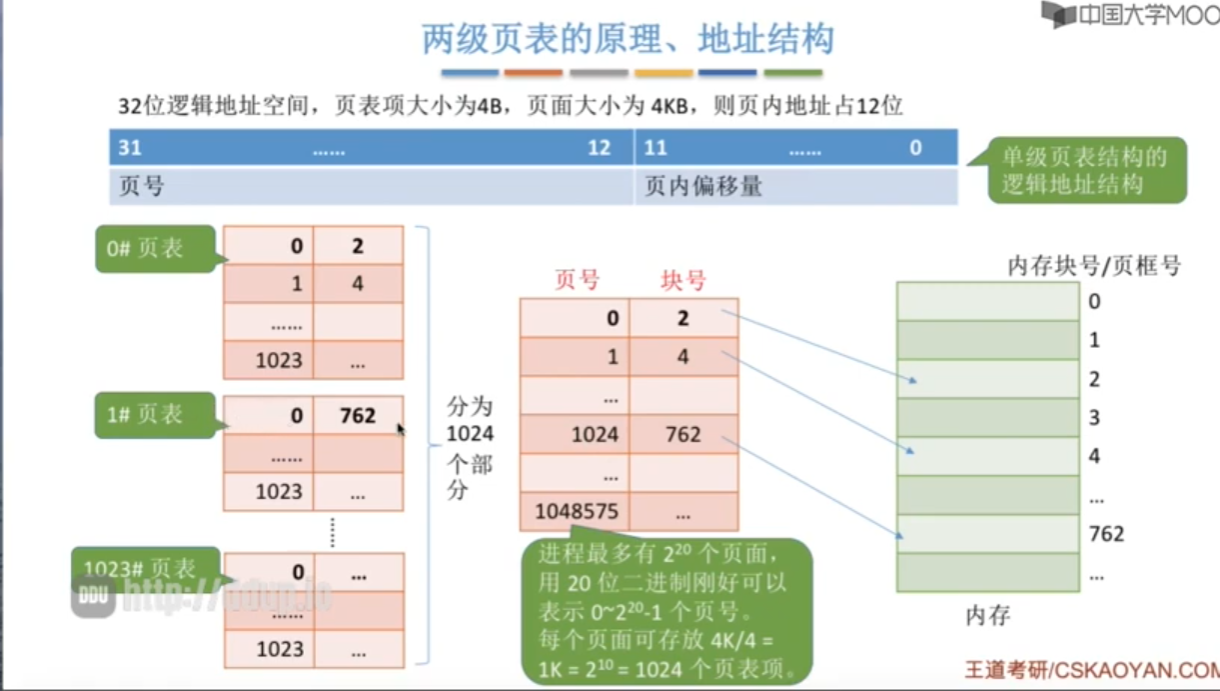 中国大学MOO
两级页表的原理、地址结构
32位逻辑地址空间，页表项大小为4B，页面大小为 4KB，则页内地址占12位
31 …… 12 11 …… 0
页号 页内偏移量
单级页表结构的
逻辑地址结构
0# 页表
0 2
1 4
……
1023 …
1# 页表
0 762
……
1023 …
1023# 页表
0 …
……
1023 …
分为
1024
个部
分
页号 块号
0 2
1 4
…
1024 762
…
1048575 …
进程最多有 2²⁰ 个页面，
用 20 位二进制刚好可以
表示 0~2²⁰-1 个页号。
每个页面可存放 4K/4 =
1K = 2¹⁰ = 1024 个页表项。
内存块号/页框号
0
1
2
3
4
…
762
…
内存
DDU http://ddup.ic
王道考研/CSKAOYAN.COM